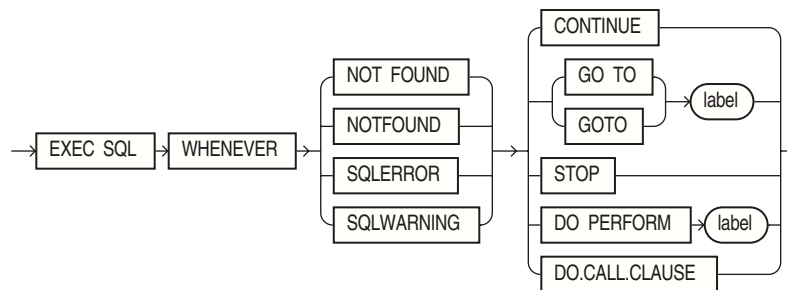 EXEC SQL
WHENEVER
NOT FOUND
NOTFOUND
SQLERROR
SQLWARNING
CONTINUE
GO TO
GOTO
label
STOP
DO PERFORM
label
DO.CALL.CLAUSE